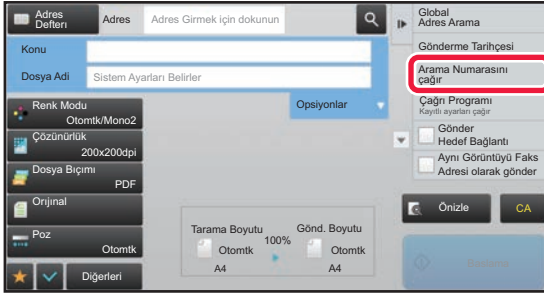 Adres
Defteri
Adres
Adres Girmek için dokunun
Konu
Dosya Adi
Sistem Ayarları Belirler
Opsiyonlar
Renk Modu
Otomtk/Mono2
Çözünürlük
200x200dpi
Dosya Bıçımı
PDF
Orıjınal
Poz
Otomtk
Diğerleri
Tarama Boyutu
Otomtk
A4
100%
Gönd. Boyutu
Otomtk
A4
Global
Adres Arama
Gönderme Tarihçesi
Arama Numarasını
çağır
Çağrı Programı
Kayıtlı ayarları çağır
Gönder
Hedef Bağlantı
Aynı Görüntüyü Faks
Adresi olarak gönder
Önizle
CA